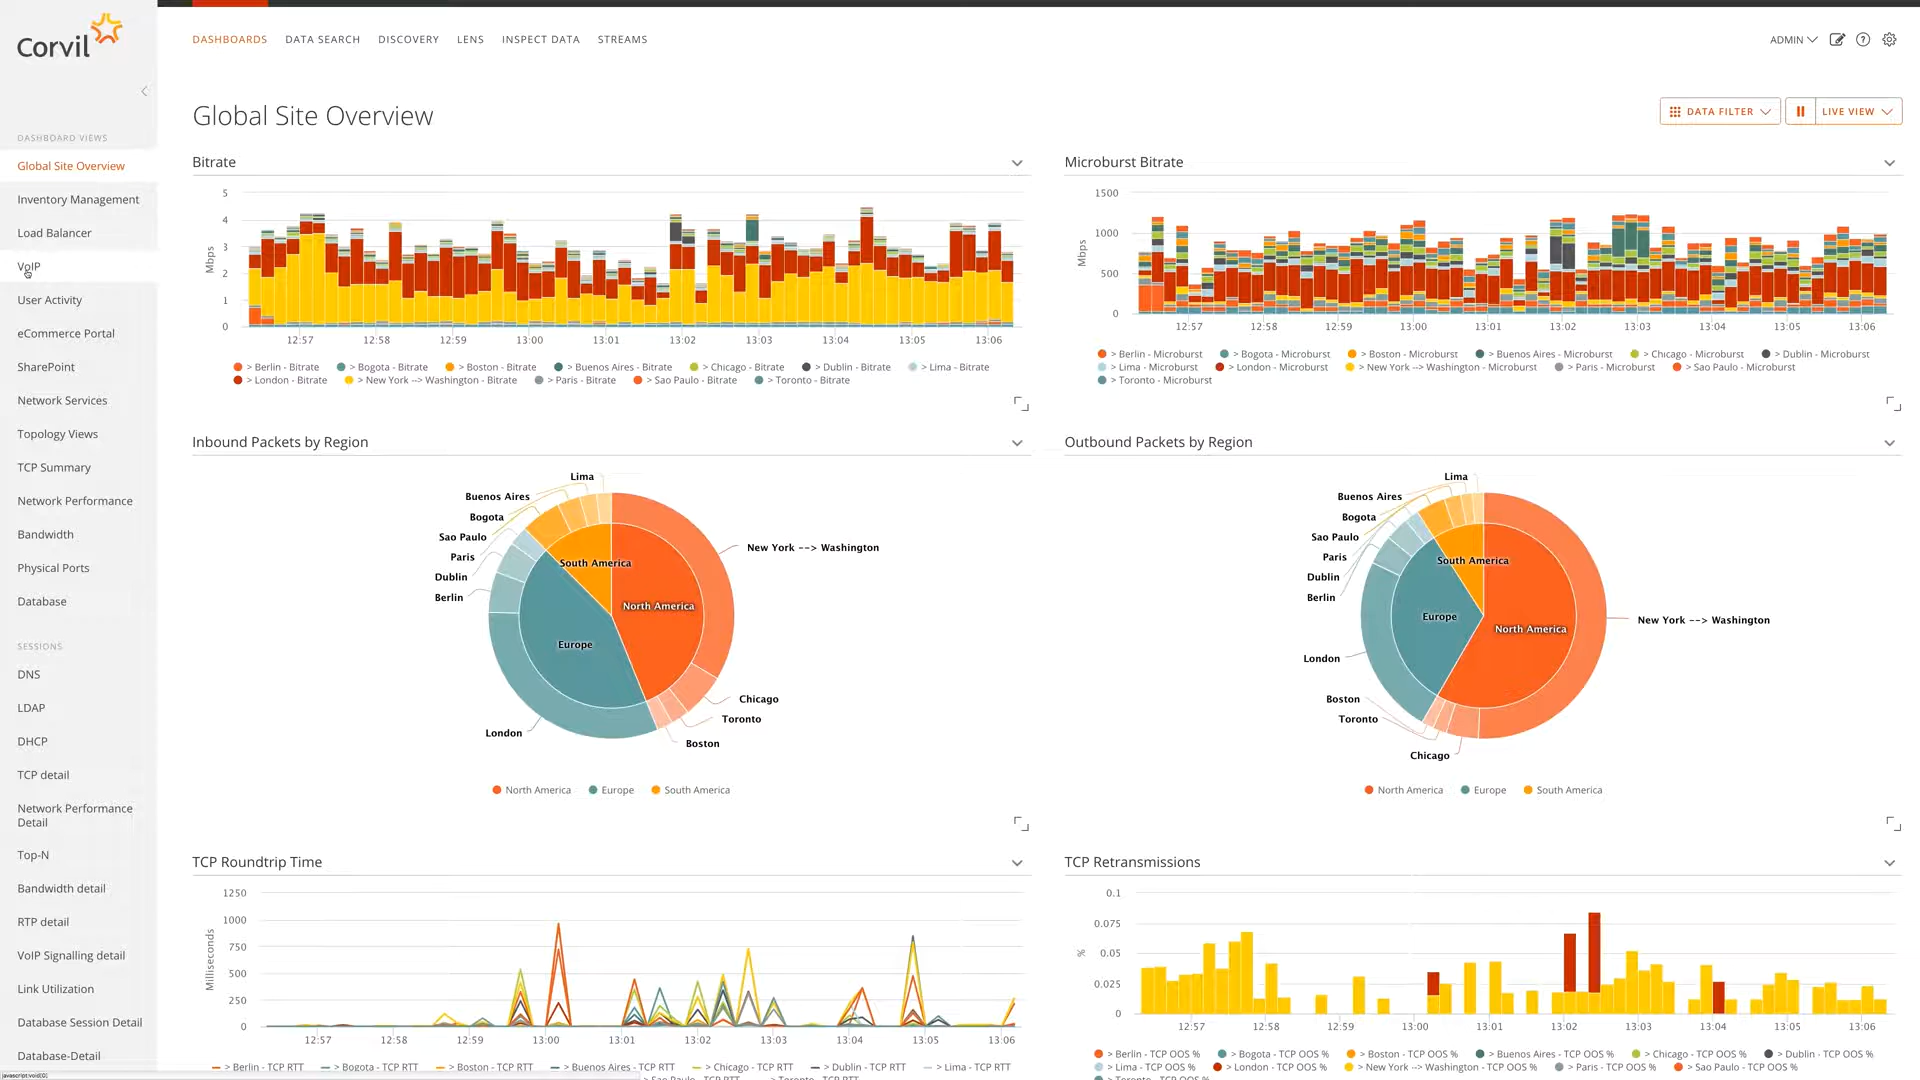 Corvil
DASHBOARDS DATA SEARCH DISCOVERY LENS INSPECT DATA STREAMS
ADMIN
DASHBOARD VIEWS
Global Site Overview
Inventory Management
Load Balancer
VoIP
User Activity
eCommerce Portal
SharePoint
Network Services
Topology Views
TCP Summary
Network Performance
Bandwidth
Physical Ports
Database
SESSIONS
DNS
LDAP
DHCP
TCP detail
Network Performance
Detail
Top-N
Bandwidth detail
RTP detail
VoIP Signalling detail
Link Utilization
Database Session Detail
Database-Detail
javascript:void(0)
Global Site Overview
DATA FILTER LIVE VIEW
Bitrate
Mbps
5
4
3
2
1
0
12:57 12:58 12:59 13:00 13:01 13:02 13:03 13:04 13:05 13:06
> Berlin - Bitrate > Bogota - Bitrate > Boston - Bitrate > Buenos Aires - Bitrate > Chicago - Bitrate > Dublin - Bitrate > Lima - Bitrate
> London - Bitrate > New York --> Washington - Bitrate > Paris - Bitrate > Sao Paulo - Bitrate > Toronto - Bitrate
Microburst Bitrate
Mbps
1500
1000
500
0
12:57 12:58 12:59 13:00 13:01 13:02 13:03 13:04 13:05 13:06
> Berlin - Microburst > Bogota - Microburst > Boston - Microburst > Buenos Aires - Microburst > Chicago - Microburst > Dublin - Microburst
> Lima - Microburst > London - Microburst > New York --> Washington - Microburst > Paris - Microburst > Sao Paulo - Microburst
> Toronto - Microburst
Inbound Packets by Region
Lima
Buenos Aires
Bogota
Sao Paulo
Paris
Dublin
Berlin
London
New York --> Washington
South America
North America
Europe
Chicago
Toronto
Boston
North America Europe South America
Outbound Packets by Region
Lima
Buenos Aires
Bogota
Sao Paulo
Paris
Dublin
Berlin
London
South America
Europe
North America
New York --> Washington
Boston
Toronto
Chicago
North America Europe South America
TCP Roundtrip Time
Milliseconds
1250
1000
750
500
250
0
12:57 12:58 12:59 13:00 13:01 13:02 13:03 13:04 13:05 13:06
> Berlin - TCP RTT > Bogota - TCP RTT > Boston - TCP RTT > Buenos Aires - TCP RTT > Chicago - TCP RTT > Dublin - TCP RTT > Lima - TCP RTT
> Sao Paulo - TCP RTT > Toronto - TCP RTT
TCP Retransmissions
%
0.1
0.075
0.05
0.025
0
12:57 12:58 12:59 13:00 13:01 13:02 13:03 13:04 13:05 13:06
> Berlin - TCP OOS % > Bogota - TCP OOS % > Boston - TCP OOS % > Buenos Aires - TCP OOS % > Chicago - TCP OOS % > Dublin - TCP OOS %
> Lima - TCP OOS % > London - TCP OOS % > New York --> Washington - TCP OOS % > Paris - TCP OOS % > Sao Paulo - TCP OOS %
> Toronto - TCP OOS %